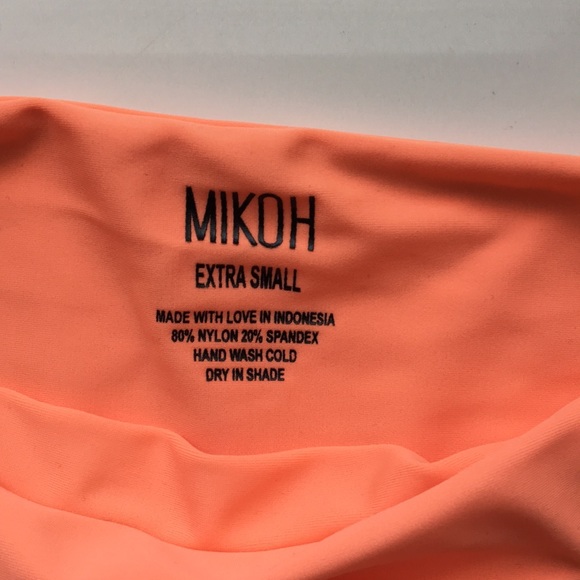 MIKOH
EXTRA SMALL
MADE WITH LOVE IN INDONESIA
80% NYLON 20% SPANDEX
HAND WASH COLD
DRY IN SHADE